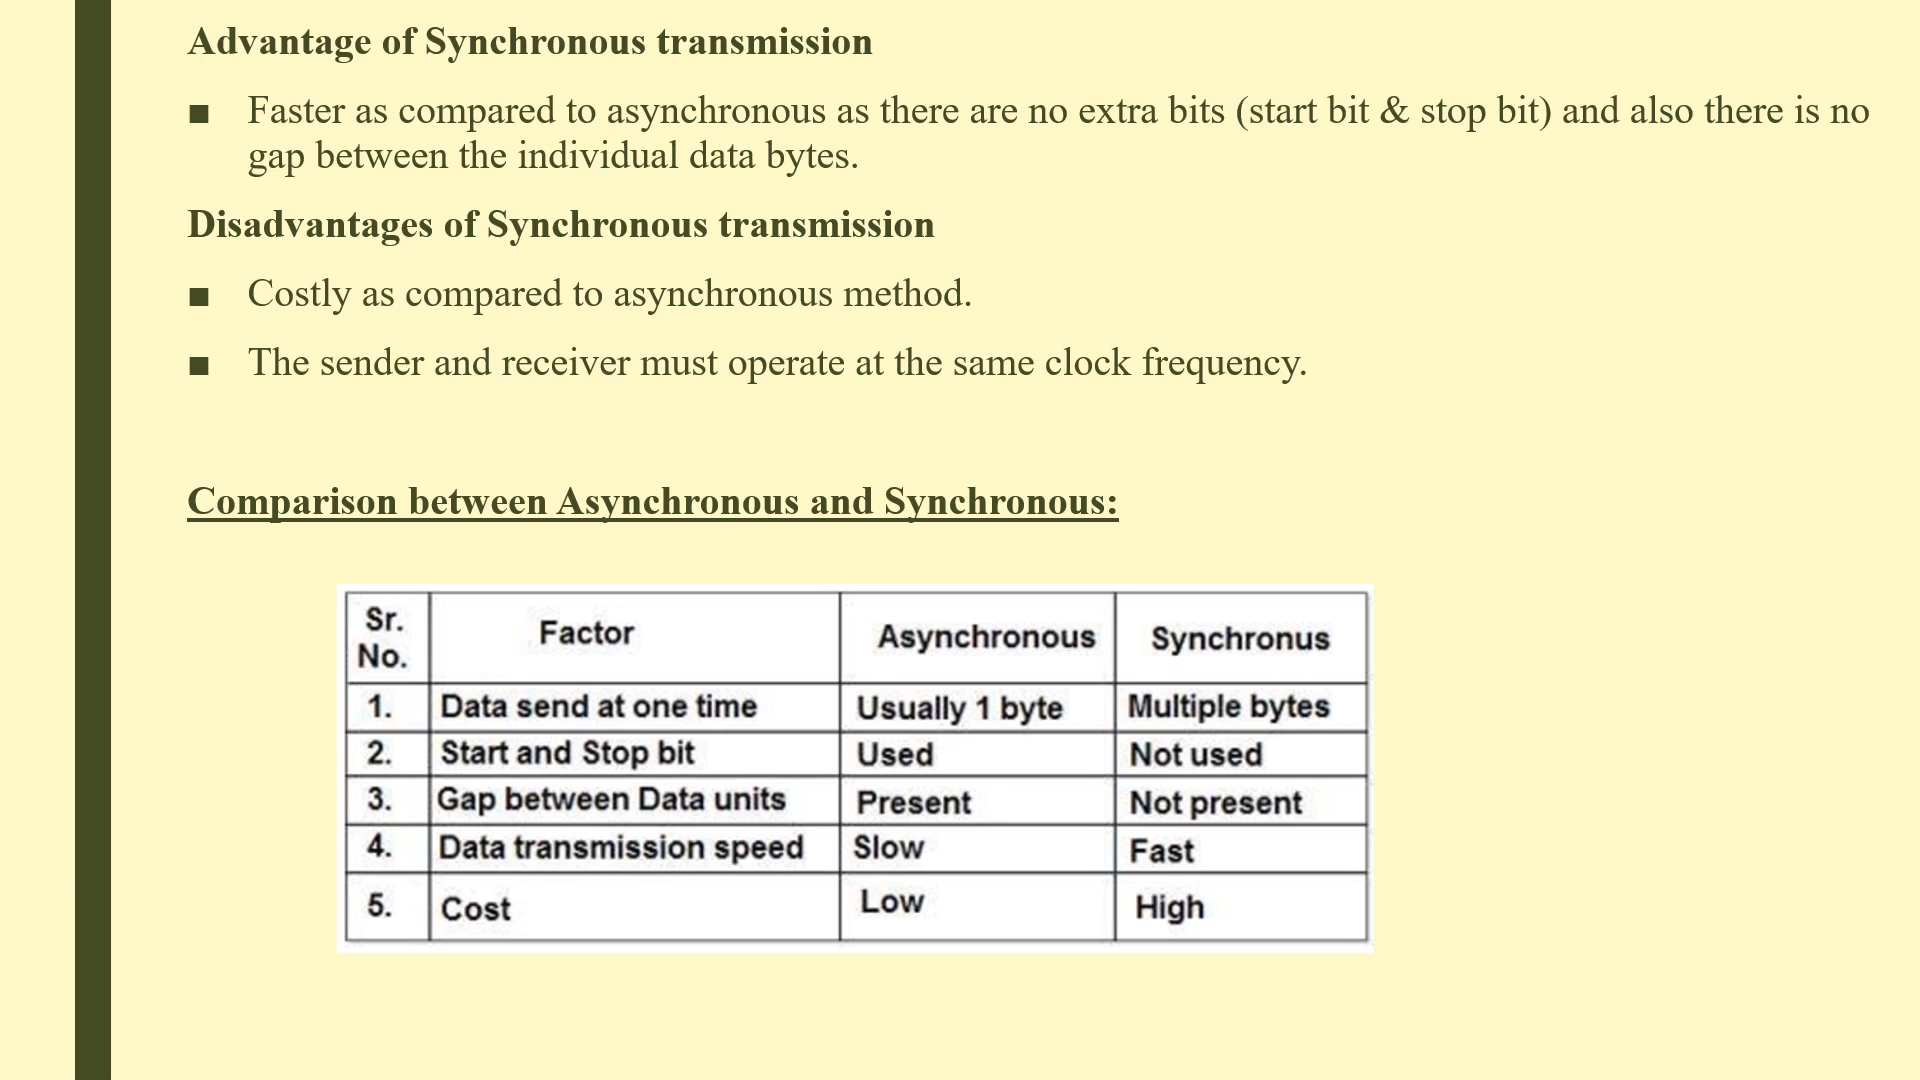 Advantage of Synchronous transmission
■ Faster as compared to asynchronous as there are no extra bits (start bit & stop bit) and also there is no
gap between the individual data bytes.
Disadvantages of Synchronous transmission
■ Costly as compared to asynchronous method.
■ The sender and receiver must operate at the same clock frequency.
Comparison between Asynchronous and Synchronous:
Sr. No. Factor Asynchronous Synchronus
1. Data send at one time Usually 1 byte Multiple bytes
2. Start and Stop bit Used Not used
3. Gap between Data units Present Not present
4. Data transmission speed Slow Fast
5. Cost Low High